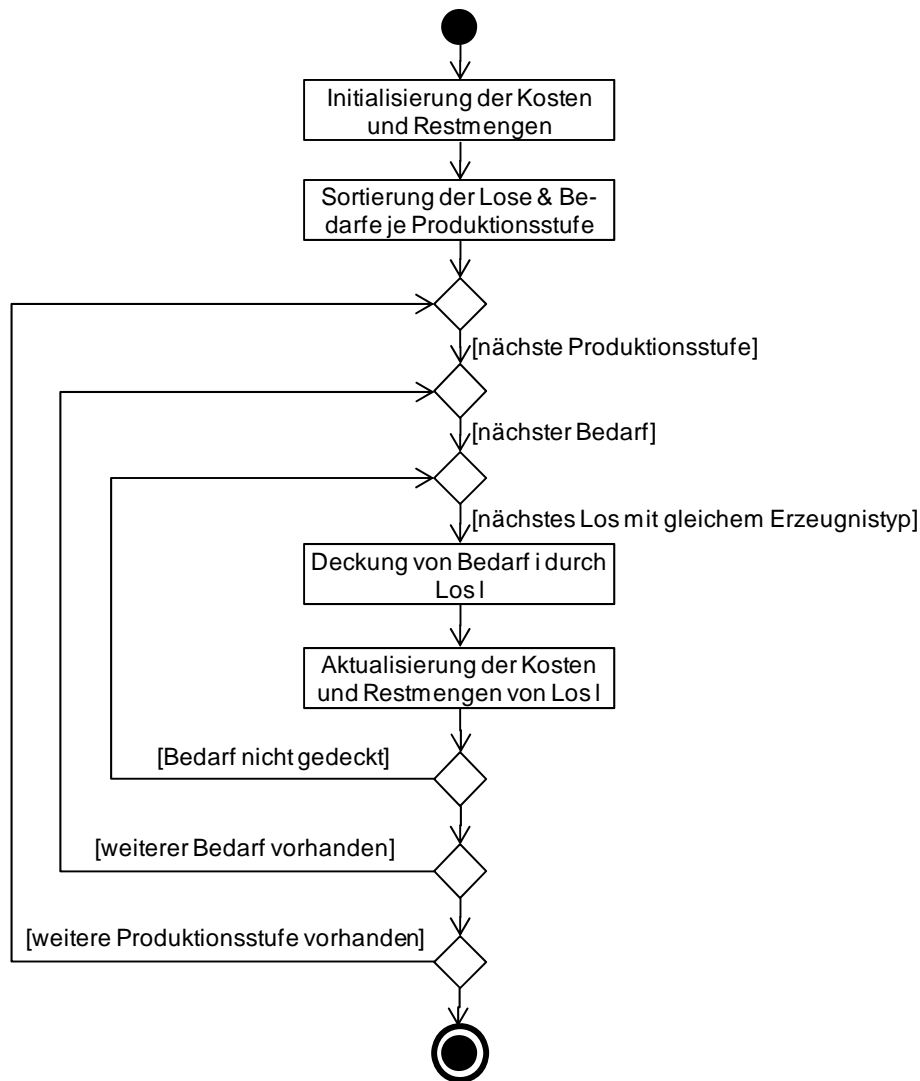 Initialisierung der Kosten
und Restmengen
Sortierung der Lose & Be-
darfe je Produktionsstufe
[nächste Produktionsstufe]
[nächster Bedarf]
[nächstes Los mit gleichem Erzeugnistyp]
Deckung von Bedarf i durch
Los l
Aktualisierung der Kosten
und Restmengen von Los l
[Bedarf nicht gedeckt]
[weiterer Bedarf vorhanden]
[weitere Produktionsstufe vorhanden]